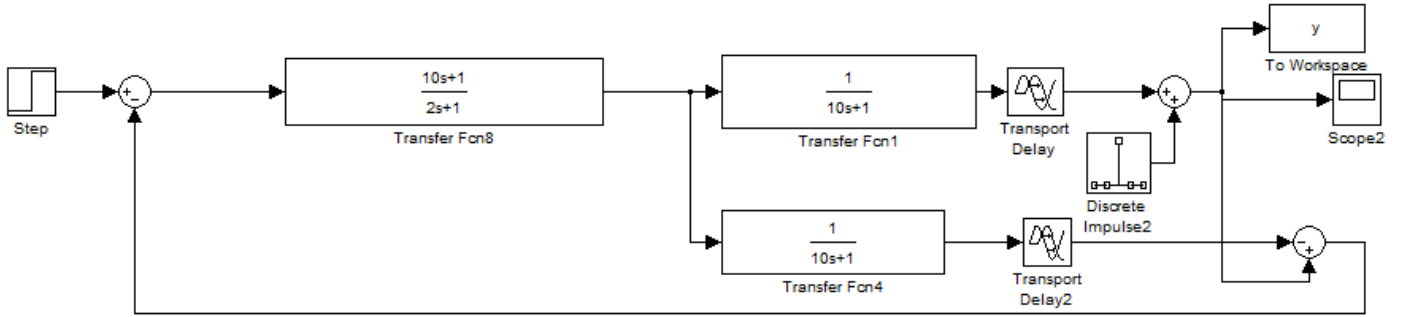 y
To Workspace
Step
+
−
10s+1
2s+1
Transfer Fcn8
1
10s+1
Transfer Fcn1
Transport
Delay
+
+
Scope2
Discrete
Impulse2
1
10s+1
Transfer Fcn4
Transport
Delay2
−
+